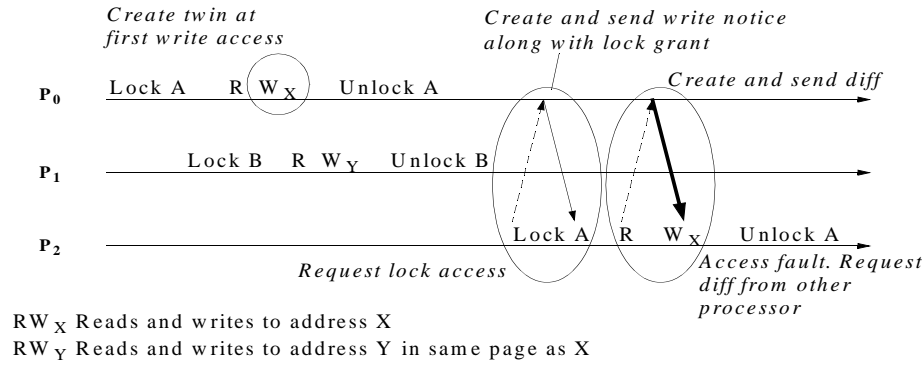 Create twin at
first write access
Create and send write notice
along with lock grant
Create and send diff
P0 Lock A R WX Unlock A
P1 Lock B R WY Unlock B
P2 Lock A R WX Unlock A
Request lock access
Access fault. Request
diff from other
processor
RWX Reads and writes to address X
RWY Reads and writes to address Y in same page as X